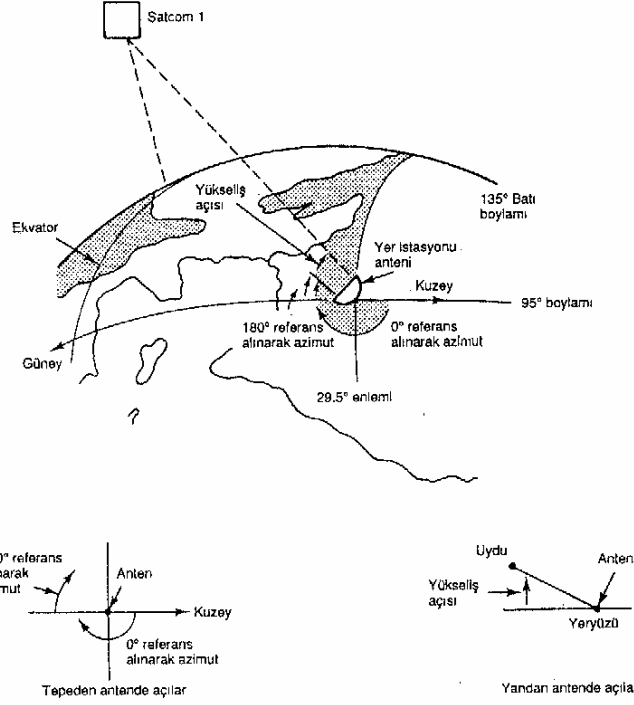 Satcom 1
Yükseliş
açısı
135° Batı
boylamı
Ekvator
Yer istasyonu
anteni
Kuzey
95° boylamı
180° referans
alınarak azimut
0° referans
alınarak azimut
Güney
29.5° enlemi
0° referans
Anten
Kuzey
0° referans
alınarak azimut
Tepeden antende açılar
Uydu
Anten
Yükseliş
açısı
Yeryüzü
Yandan antende açıla